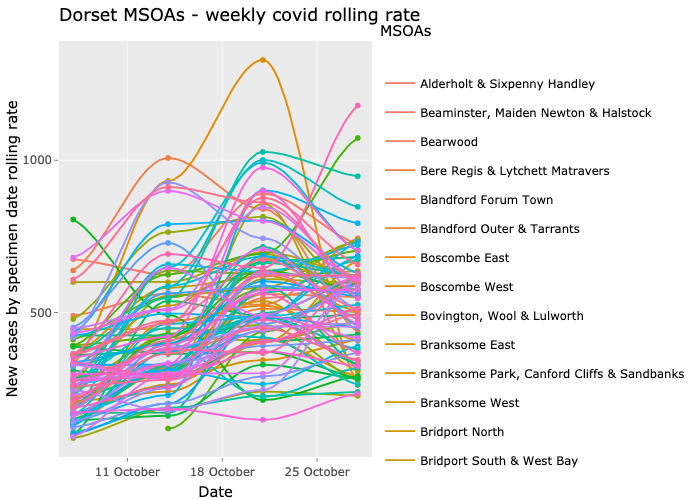 Dorset MSOAs - weekly covid rolling rate
MSOAs
New cases by specimen date rolling rate
1000
500
11 October
18 October
25 October
Date
Alderholt & Sixpenny Handley
Beaminster, Maiden Newton & Halstock
Bearwood
Bere Regis & Lytchett Matravers
Blandford Forum Town
Blandford Outer & Tarrants
Boscombe East
Boscombe West
Bovington, Wool & Lulworth
Branksome East
Branksome Park, Canford Cliffs & Sandbanks
Branksome West
Bridport North
Bridport South & West Bay